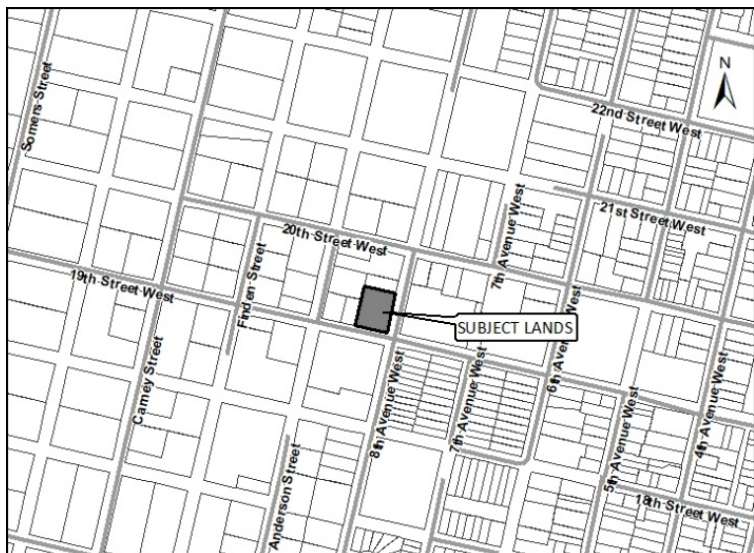 N
Somers Street
22nd Street West
21st Street West
7th Avenue West
20th Street West
Finden Street
19th Street West
SUBJECT LANDS
6th Avenue West
Carney Street
8th Avenue West
7th Avenue West
5th Avenue West
4th Avenue West
18th Street West
Anderson Street